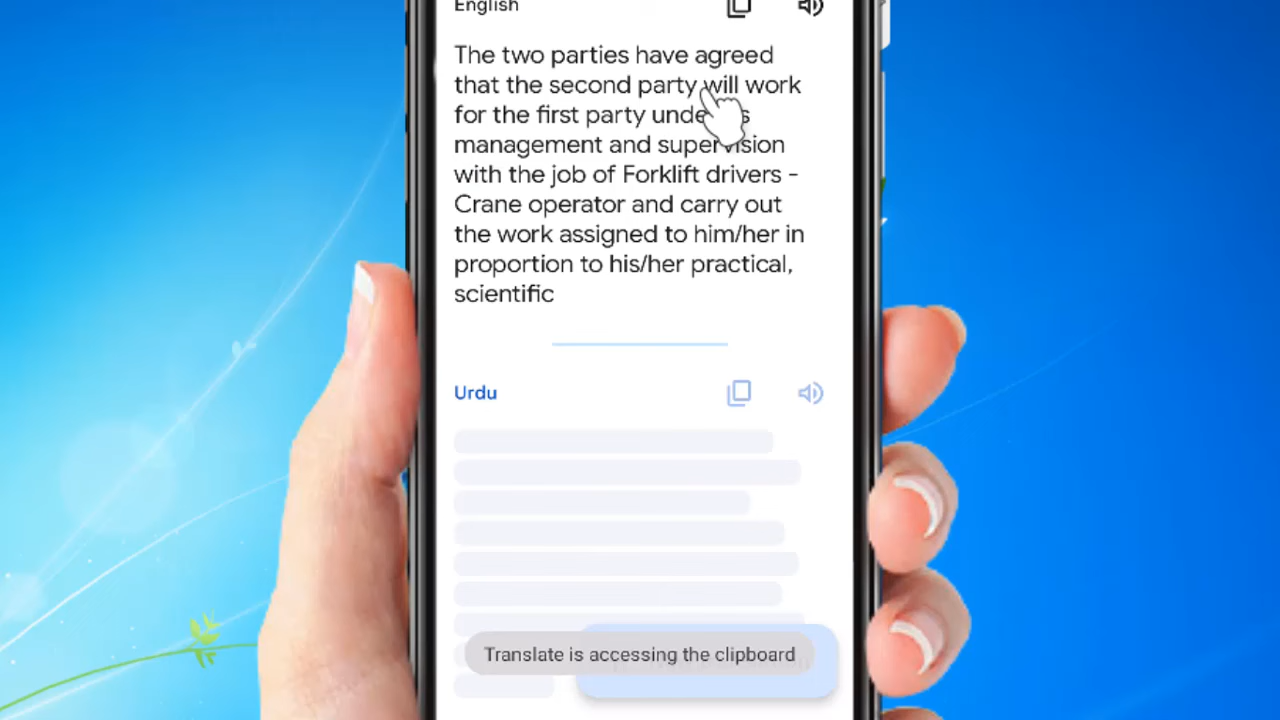 English
The two parties have agreed
that the second party will work
for the first party
management and supervision
with the job of Forklift drivers -
Crane operator and carry out
the work assigned to him/her in
proportion to his/her practical,
scientific
Urdu
Translate is accessing the clipboard